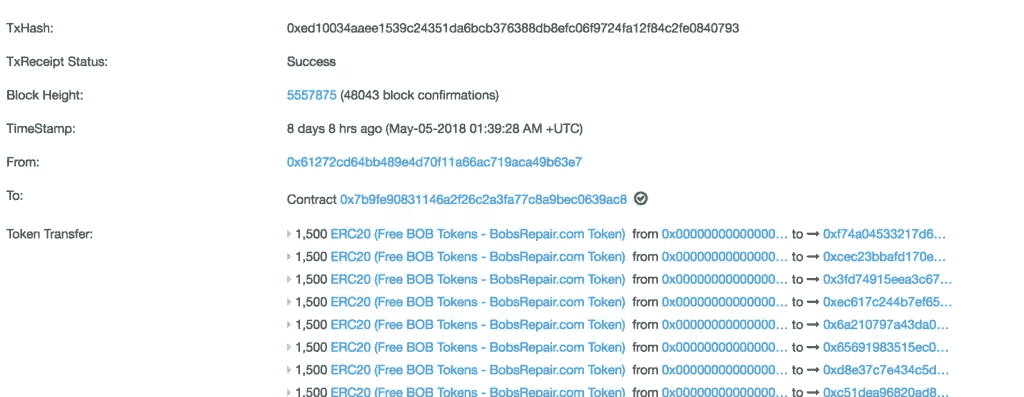 TxHash: 0xed10034aaee1539c24351da6bcb376388db8efc06f9724fa12f84c2fe0840793
TxReceipt Status: Success
Block Height: 5557875 (48043 block confirmations)
TimeStamp: 8 days 8 hrs ago (May-05-2018 01:39:28 AM +UTC)
From: 0x61272cd64bb489e4d70f11a66ac719aca49b63e7
To: Contract 0x7b9fe90831146a2f26c2a3fa77c8a9bec0639ac8
Token Transfer: 1,500 ERC20 (Free BOB Tokens - BobsRepair.com Token) from 0x00000000000000... to → 0xf74a04533217d6...
1,500 ERC20 (Free BOB Tokens - BobsRepair.com Token) from 0x00000000000000... to → 0xcec23bbafd170e...
1,500 ERC20 (Free BOB Tokens - BobsRepair.com Token) from 0x00000000000000... to → 0x3fd74915eea3c67...
1,500 ERC20 (Free BOB Tokens - BobsRepair.com Token) from 0x00000000000000... to → 0xec617c244b7ef65...
1,500 ERC20 (Free BOB Tokens - BobsRepair.com Token) from 0x00000000000000... to → 0x6a210797a43da0...
1,500 ERC20 (Free BOB Tokens - BobsRepair.com Token) from 0x00000000000000... to → 0x65691983515ec0...
1,500 ERC20 (Free BOB Tokens - BobsRepair.com Token) from 0x00000000000000... to → 0xd8e37c7e434c5d...
1,500 ERC20 (Free BOB Tokens - BobsRepair.com Token) from 0x00000000000000... to → 0xc51dea96820ad8...